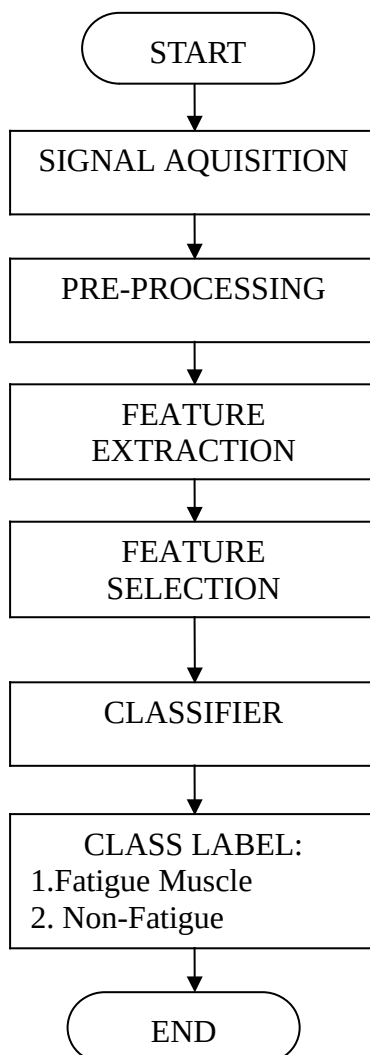 START
SIGNAL AQUISITION
PRE-PROCESSING
FEATURE
EXTRACTION
FEATURE
SELECTION
CLASSIFIER
CLASS LABEL:
1.Fatigue Muscle
2. Non-Fatigue
END